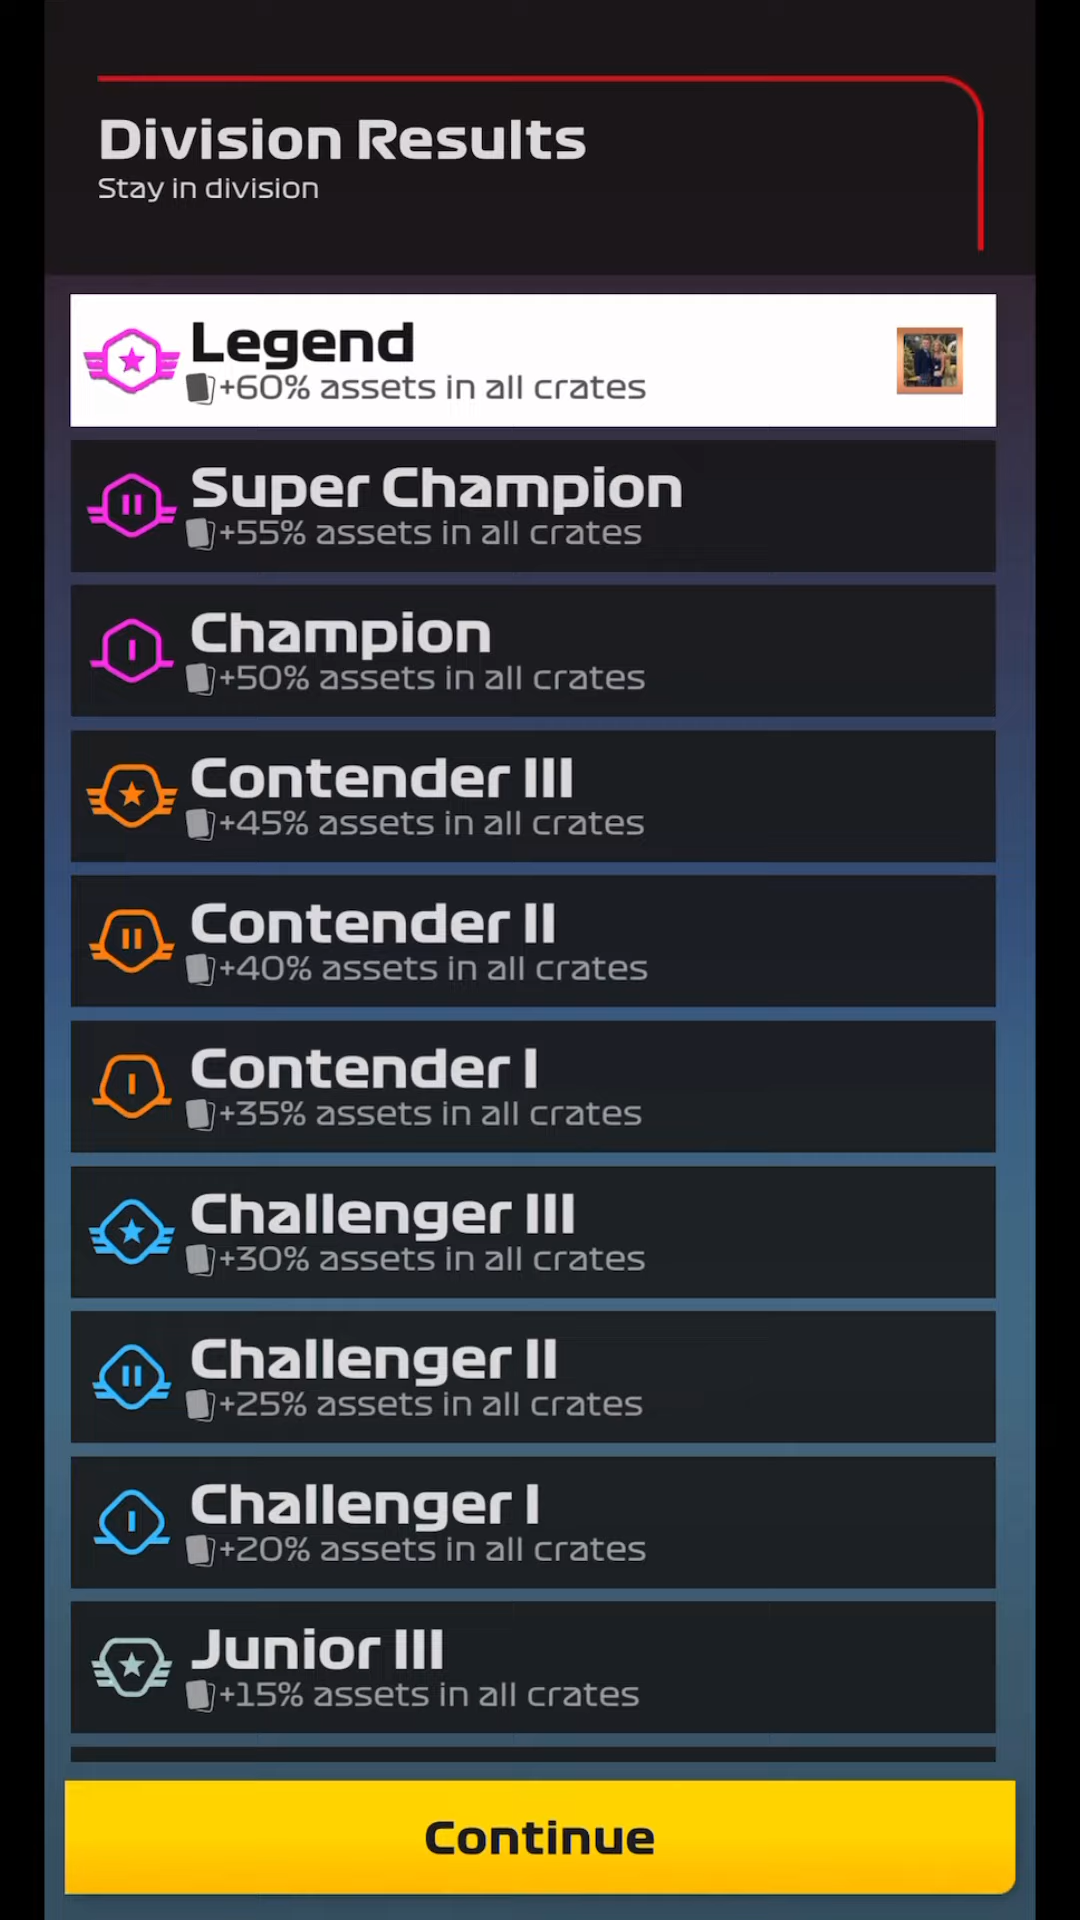 Division Results
Stay in division
Legend
+60% assets in all crates
II
Super Champion
+55% assets in all crates
I
Champion
+50% assets in all crates
Contender III
+45% assets in all crates
II
Contender II
+40% assets in all crates
I
Contender I
+35% assets in all crates
Challenger III
+30% assets in all crates
II
Challenger II
+25% assets in all crates
I
Challenger I
+20% assets in all crates
Junior III
+15% assets in all crates
Continue